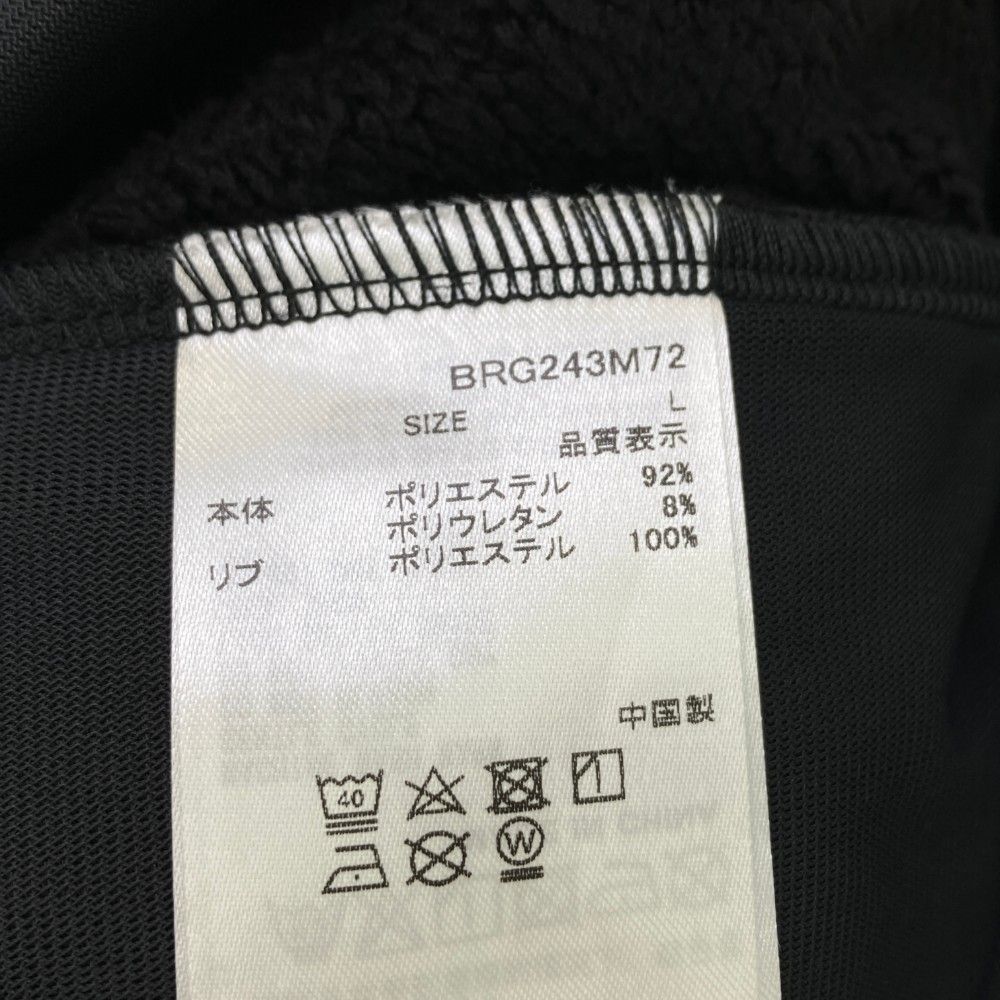 BRG243M72
SIZE L
品質表示
本体 ポリエステル 92%
ポリウレタン 8%
リブ ポリエステル 100%
中国製
40
W